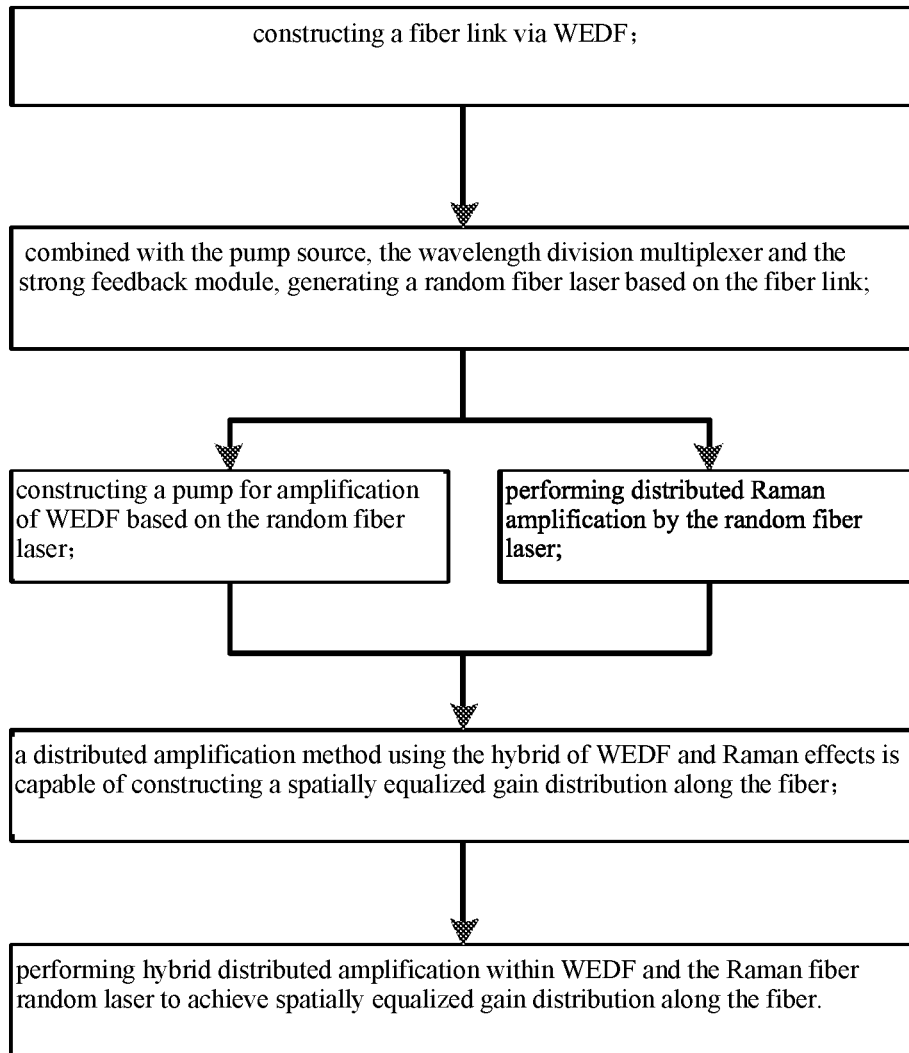 constructing a fiber link via WEDF;
combined with the pump source, the wavelength division multiplexer and the
strong feedback module, generating a random fiber laser based on the fiber link;
constructing a pump for amplification
of WEDF based on the random fiber
laser;
performing distributed Raman
amplification by the random fiber
laser;
a distributed amplification method using the hybrid of WEDF and Raman effects is
capable of constructing a spatially equalized gain distribution along the fiber;
performing hybrid distributed amplification within WEDF and the Raman fiber
random laser to achieve spatially equalized gain distribution along the fiber.